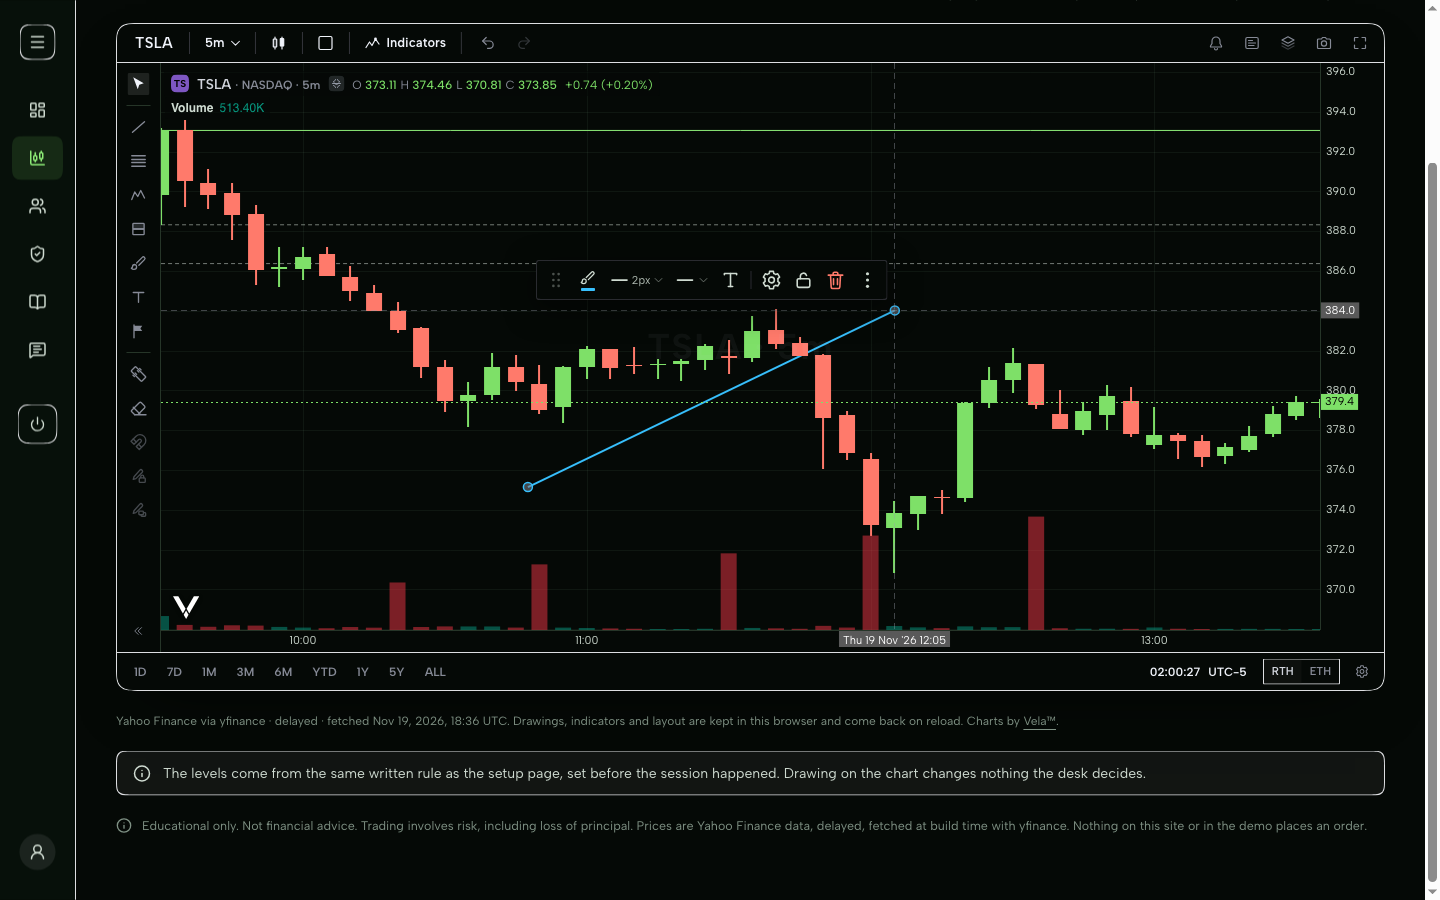 TSLA 5m Indicators
TS TSLA · NASDAQ · 5m O 373.11 H 374.46 L 370.81 C 373.85 +0.74 (+0.20%)
Volume 513.40K
396.0
394.0
392.0
390.0
388.0
386.0
2px T
384.0
TSLA
382.0
380.0
379.4
378.0
376.0
374.0
372.0
370.0
10:00 11:00 Thu 19 Nov '26 12:05 13:00
1D 7D 1M 3M 6M YTD 1Y 5Y ALL 02:00:27 UTC-5 RTH ETH
Yahoo Finance via yfinance · delayed · fetched Nov 19, 2026, 18:36 UTC. Drawings, indicators and layout are kept in this browser and come back on reload. Charts by Vela™.
The levels come from the same written rule as the setup page, set before the session happened. Drawing on the chart changes nothing the desk decides.
Educational only. Not financial advice. Trading involves risk, including loss of principal. Prices are Yahoo Finance data, delayed, fetched at build time with yfinance. Nothing on this site or in the demo places an order.